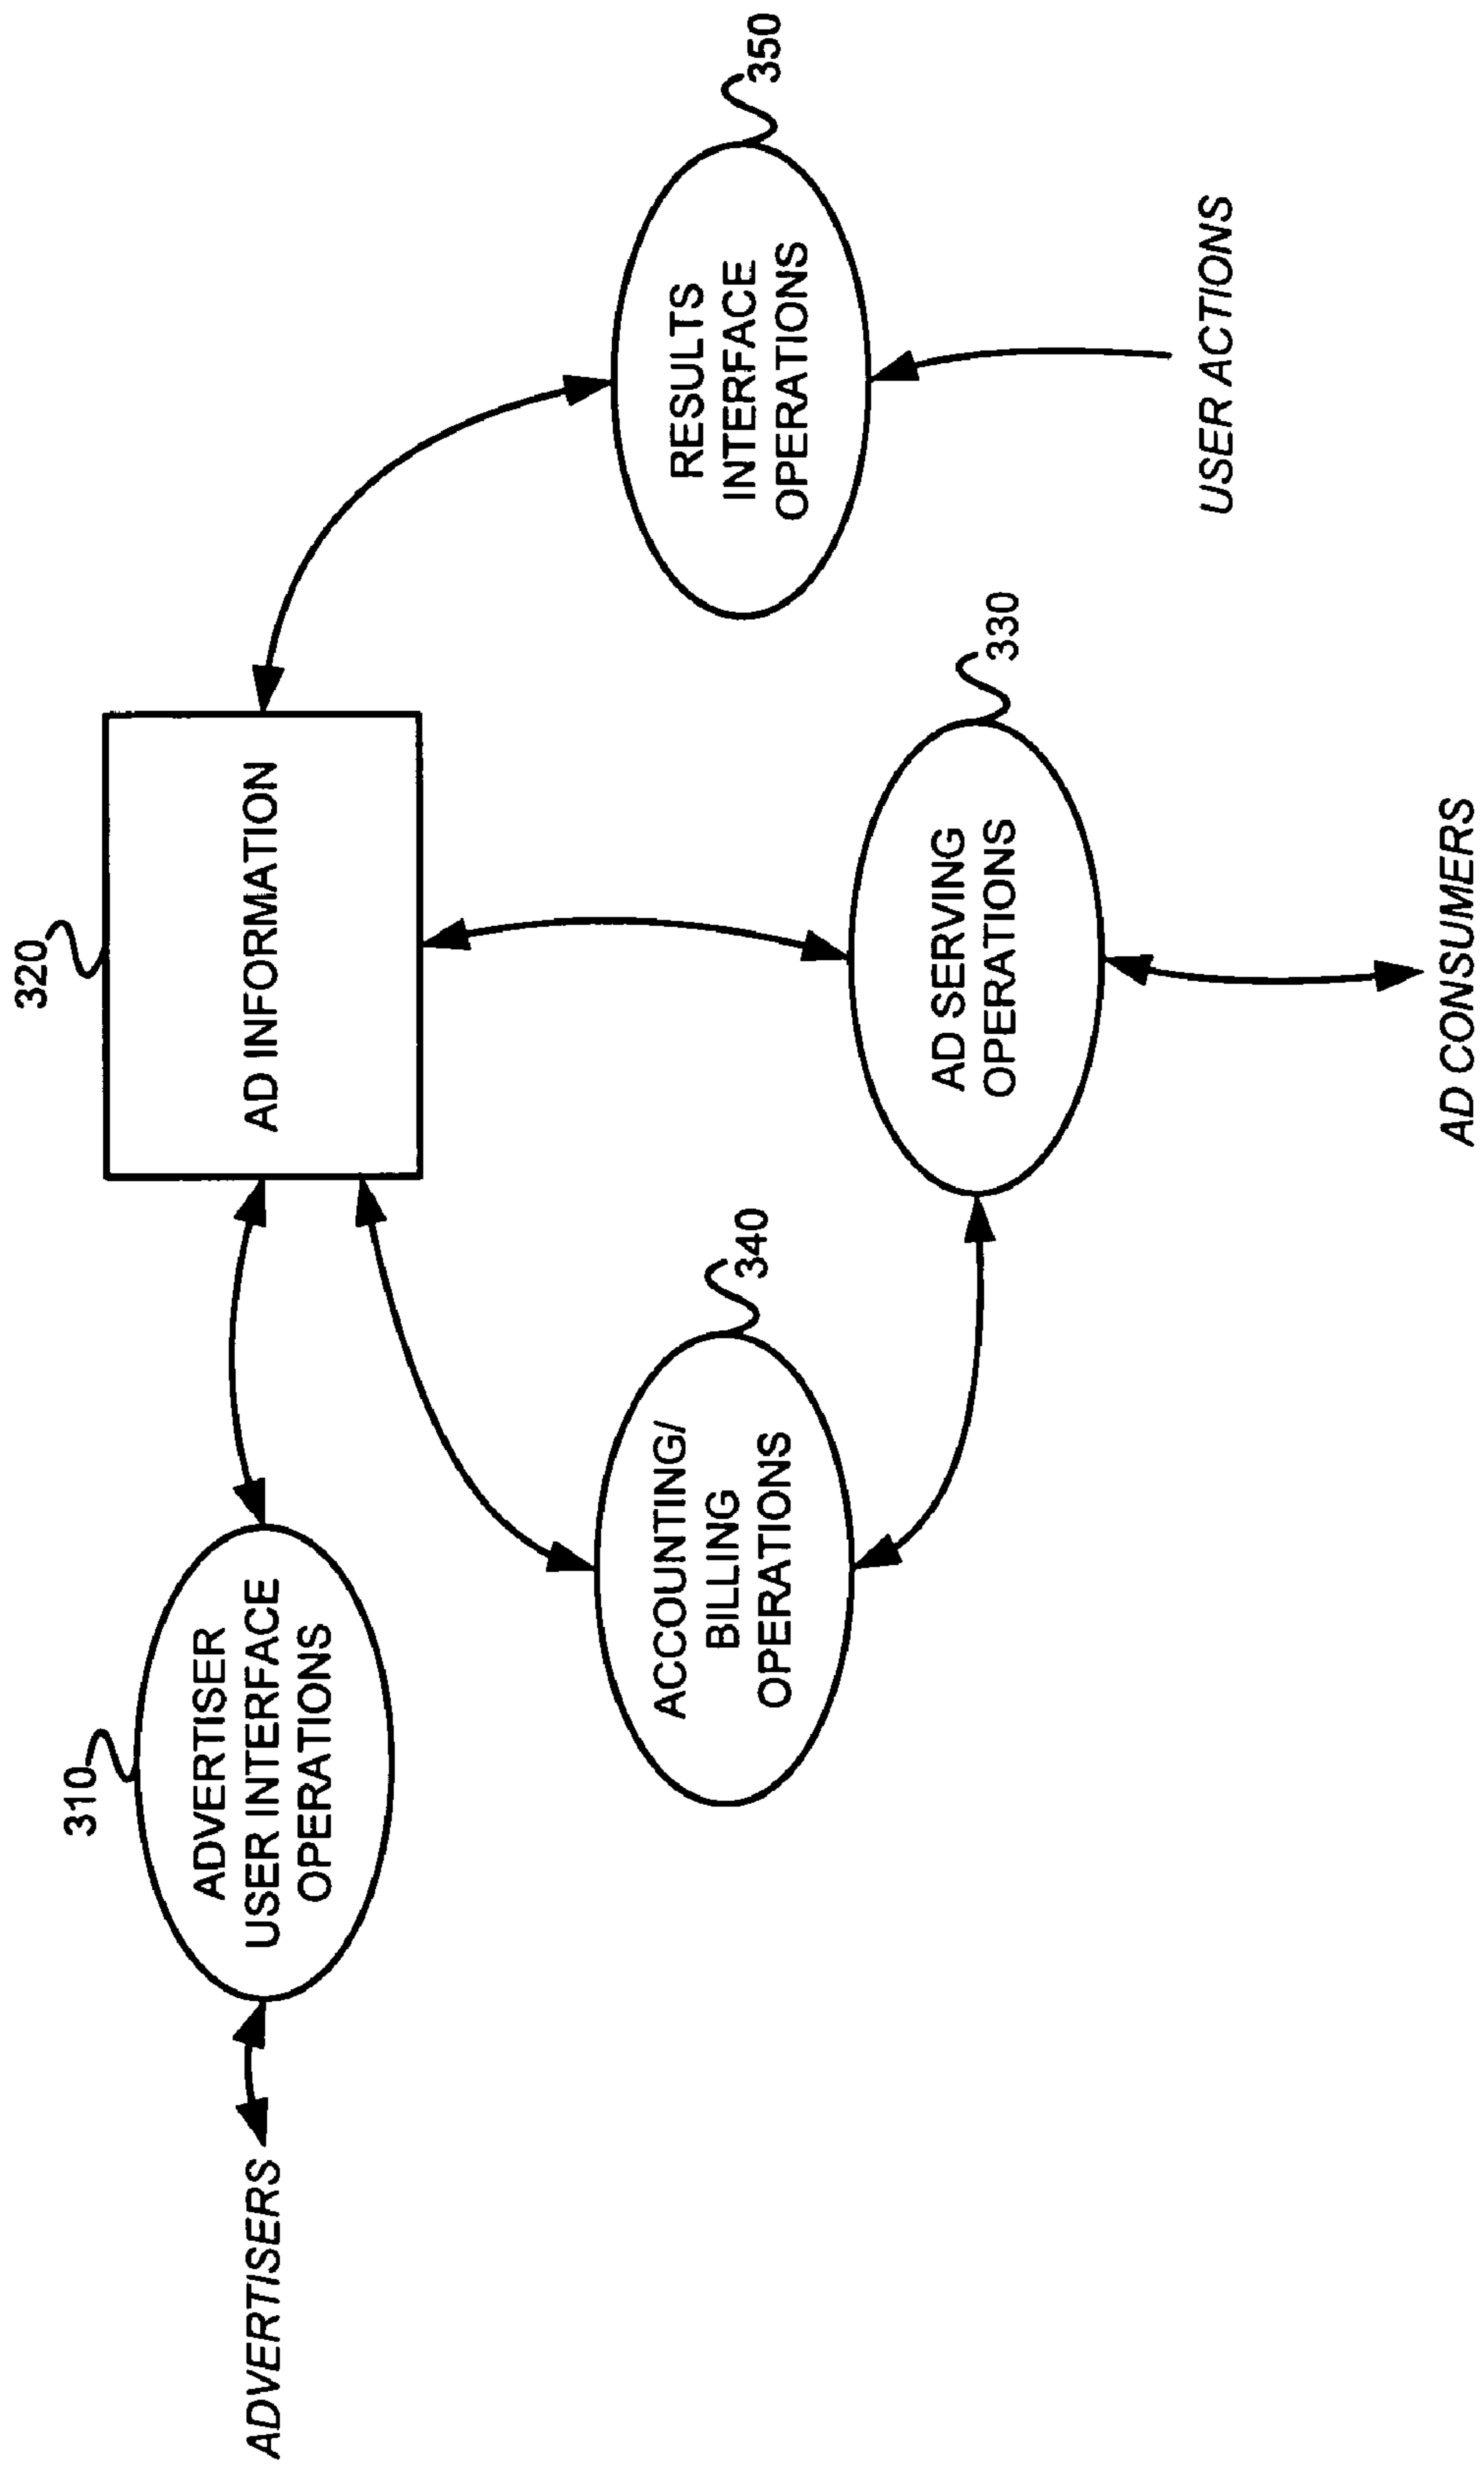 320
310
ADVERTISERS
ADVERTISER
USER INTERFACE
OPERATIONS
AD INFORMATION
340
ACCOUNTING/
BILLING
OPERATIONS
350
RESULTS
INTERFACE
OPERATIONS
330
AD SERVING
OPERATIONS
USER ACTIONS
AD CONSUMERS